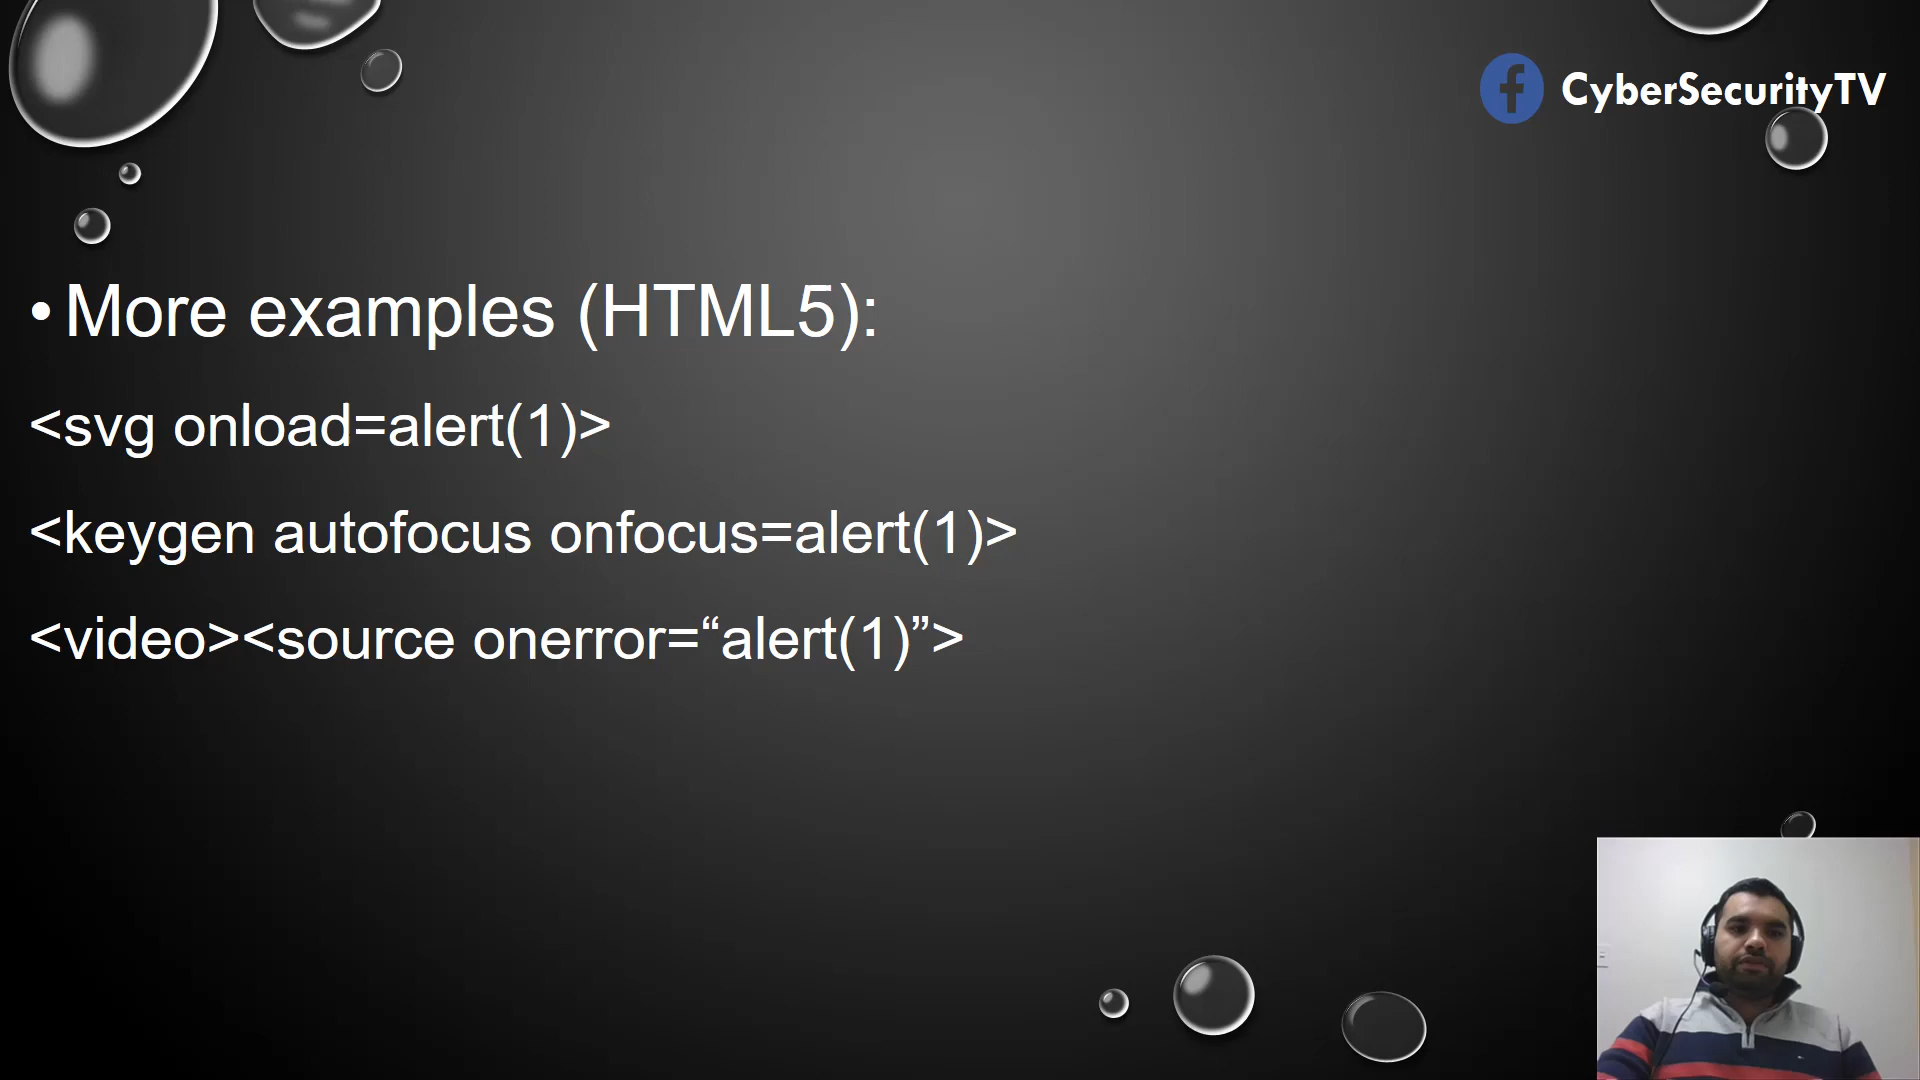 CyberSecurityTV
• More examples (HTML5):
<svg onload=alert(1)>
<keygen autofocus onfocus=alert(1)>
<video><source onerror=“alert(1)”>